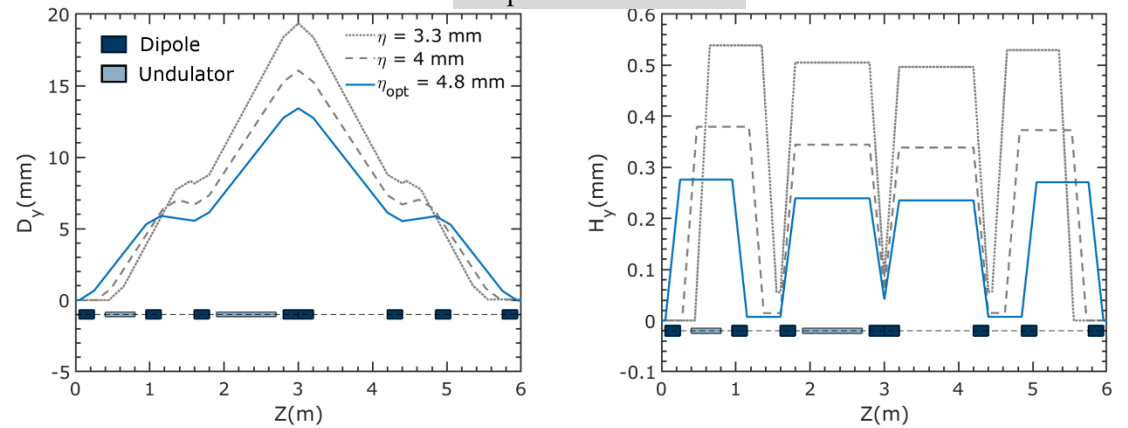 20
15
10
5
0
-5
D_y(mm)
Dipole
Undulator
η = 3.3 mm
η = 4 mm
η_opt = 4.8 mm
0 1 2 3 4 5 6
Z(m)
0.6
0.5
0.4
0.3
0.2
0.1
0
-0.1
H_y(mm)
0 1 2 3 4 5 6
Z(m)